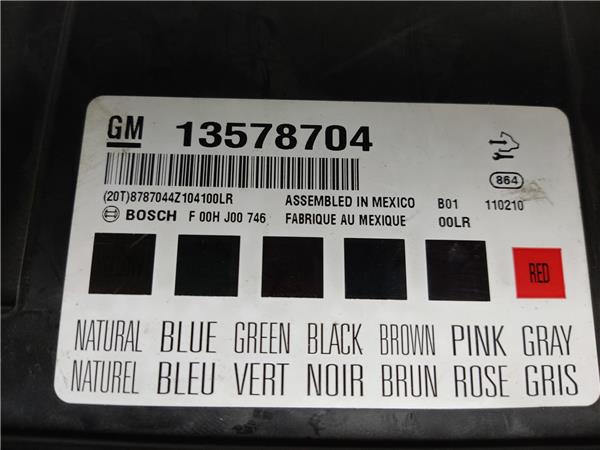 GM 13578704
864
(20T)8787044Z104100LR ASSEMBLED IN MEXICO B01 110210
BOSCH F 00H J00 746 FABRIQUE AU MEXIQUE 00LR
RED
NATURAL BLUE GREEN BLACK BROWN PINK GRAY
NATUREL BLEU VERT NOIR BRUN ROSE GRIS